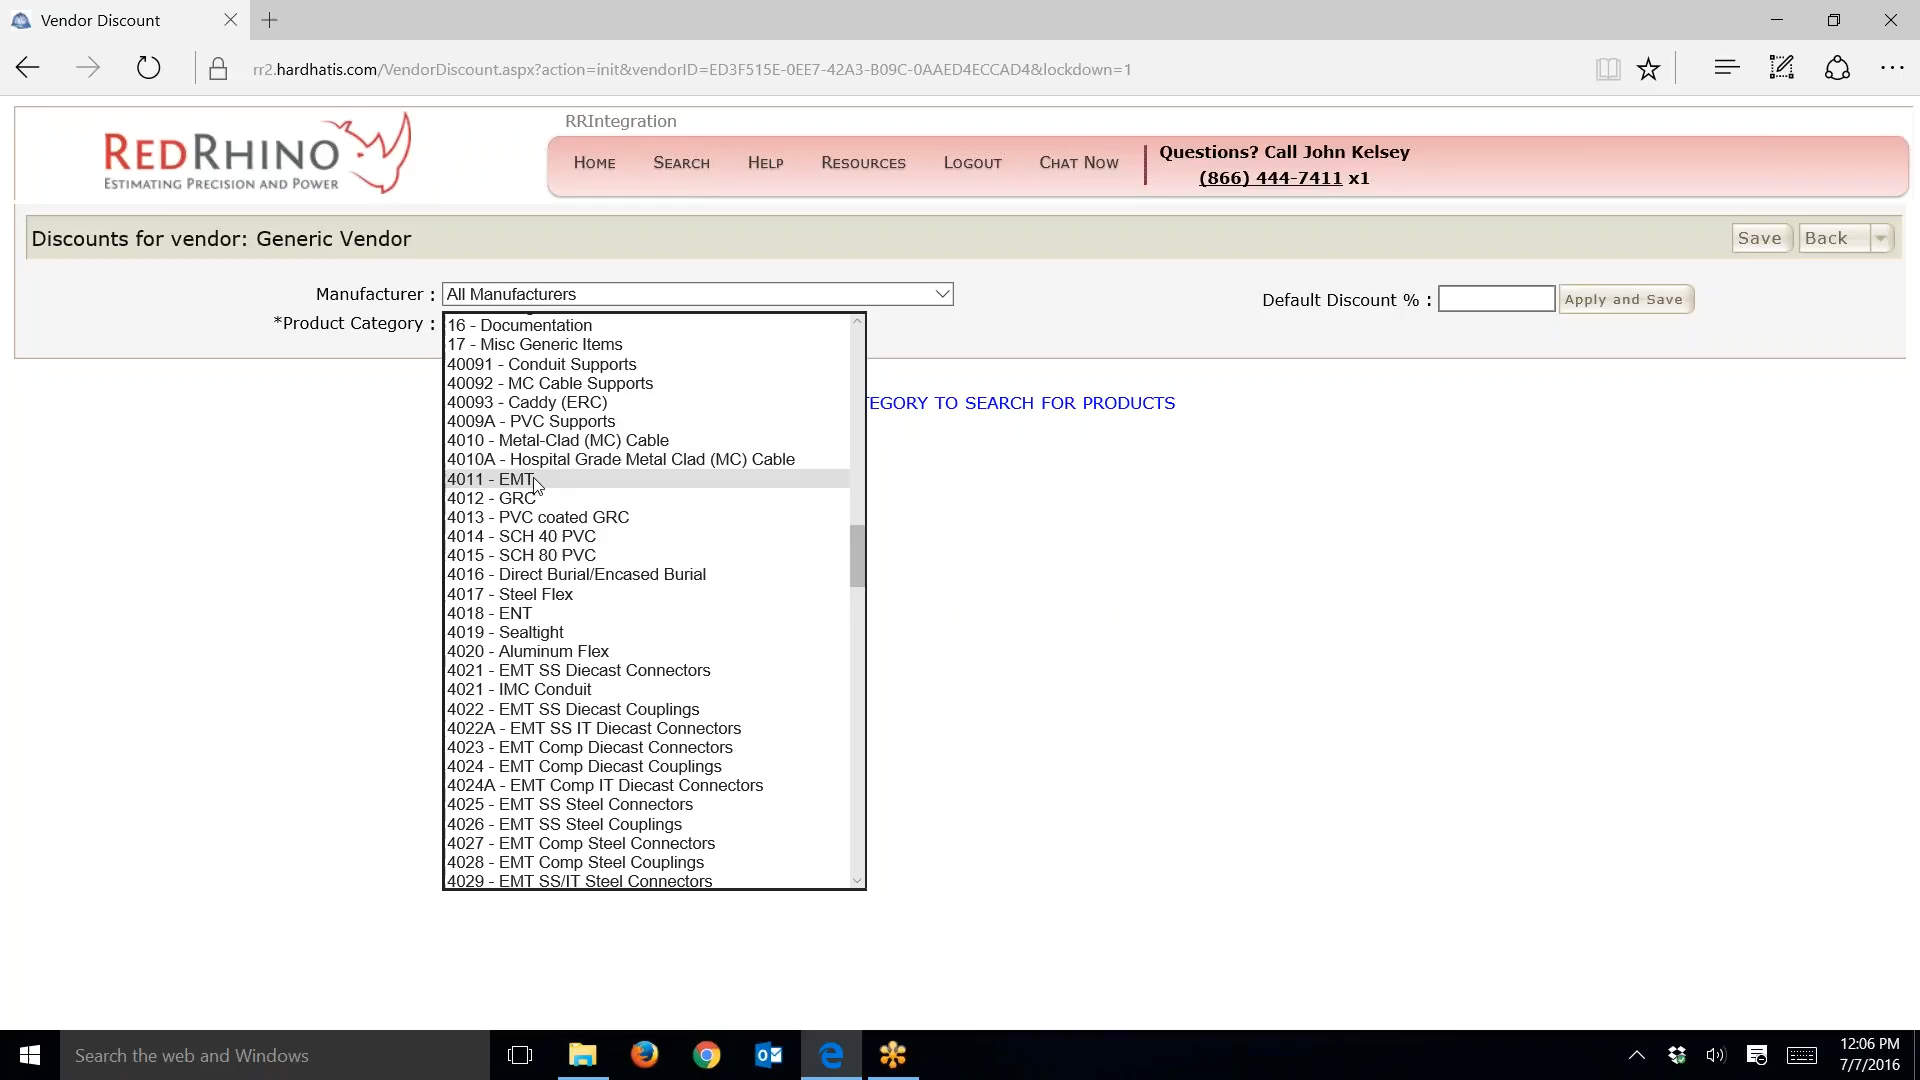 Vendor Discount
rr2.hardhatis.com/VendorDiscount.aspx?action=init&vendorID=ED3F515E-0EE7-42A3-B09C-0AAED4ECCAD4&lockdown=1
REDRHINO
ESTIMATING PRECISION AND POWER
RRIntegration
HOME SEARCH HELP RESOURCES LOGOUT CHAT NOW
Questions? Call John Kelsey
(866) 444-7411 x1
Discounts for vendor: Generic Vendor
Save Back
Manufacturer : All Manufacturers
Default Discount % : Apply and Save
*Product Category :
16 - Documentation
17 - Misc Generic Items
40091 - Conduit Supports
40092 - MC Cable Supports
40093 - Caddy (ERC)
TEGORY TO SEARCH FOR PRODUCTS
4009A - PVC Supports
4010 - Metal-Clad (MC) Cable
4010A - Hospital Grade Metal Clad (MC) Cable
4011 - EMT
4012 - GRC
4013 - PVC coated GRC
4014 - SCH 40 PVC
4015 - SCH 80 PVC
4016 - Direct Burial/Encased Burial
4017 - Steel Flex
4018 - ENT
4019 - Sealtight
4020 - Aluminum Flex
4021 - EMT SS Diecast Connectors
4021 - IMC Conduit
4022 - EMT SS Diecast Couplings
4022A - EMT SS IT Diecast Connectors
4023 - EMT Comp Diecast Connectors
4024 - EMT Comp Diecast Couplings
4024A - EMT Comp IT Diecast Connectors
4025 - EMT SS Steel Connectors
4026 - EMT SS Steel Couplings
4027 - EMT Comp Steel Connectors
4028 - EMT Comp Steel Couplings
4029 - EMT SS/IT Steel Connectors
Search the web and Windows
12:06 PM
7/7/2016